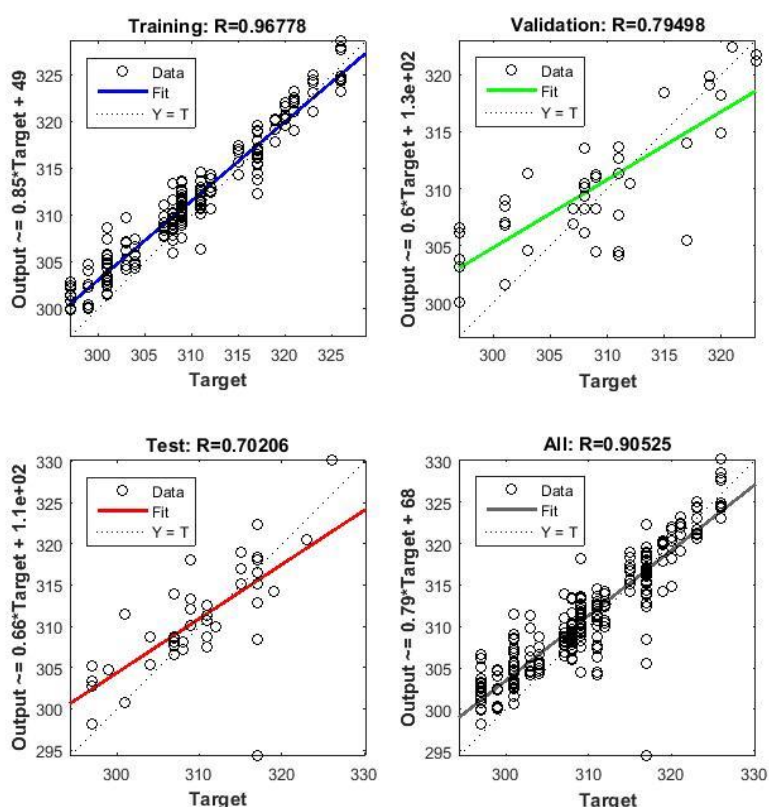 Training: R=0.96778
Output ~= 0.85*Target + 49
325
320
315
310
305
300
Data
Fit
Y = T
300 305 310 315 320 325
Target
Validation: R=0.79498
Output ~= 0.6*Target + 1.3e+02
320
315
310
305
300
Data
Fit
Y = T
300 305 310 315 320
Target
Test: R=0.70206
Output ~= 0.66*Target + 1.1e+02
330
325
320
315
310
305
300
295
Data
Fit
Y = T
300 310 320 330
Target
All: R=0.90525
Output ~= 0.79*Target + 68
330
325
320
315
310
305
300
295
Data
Fit
Y = T
300 310 320 330
Target